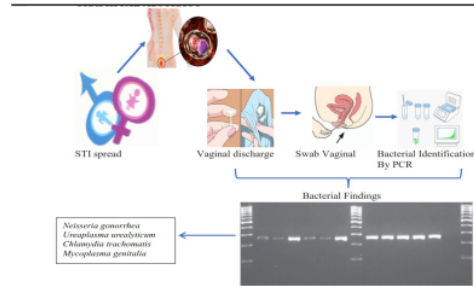 STI spread
Vaginal discharge
Swab Vaginal
Bacterial Identification
By PCR
Bacterial Findings
Neisseria gonorrhea
Ureaplasma urealyticum
Chlamydia trachomatis
Mycoplasma genitalia